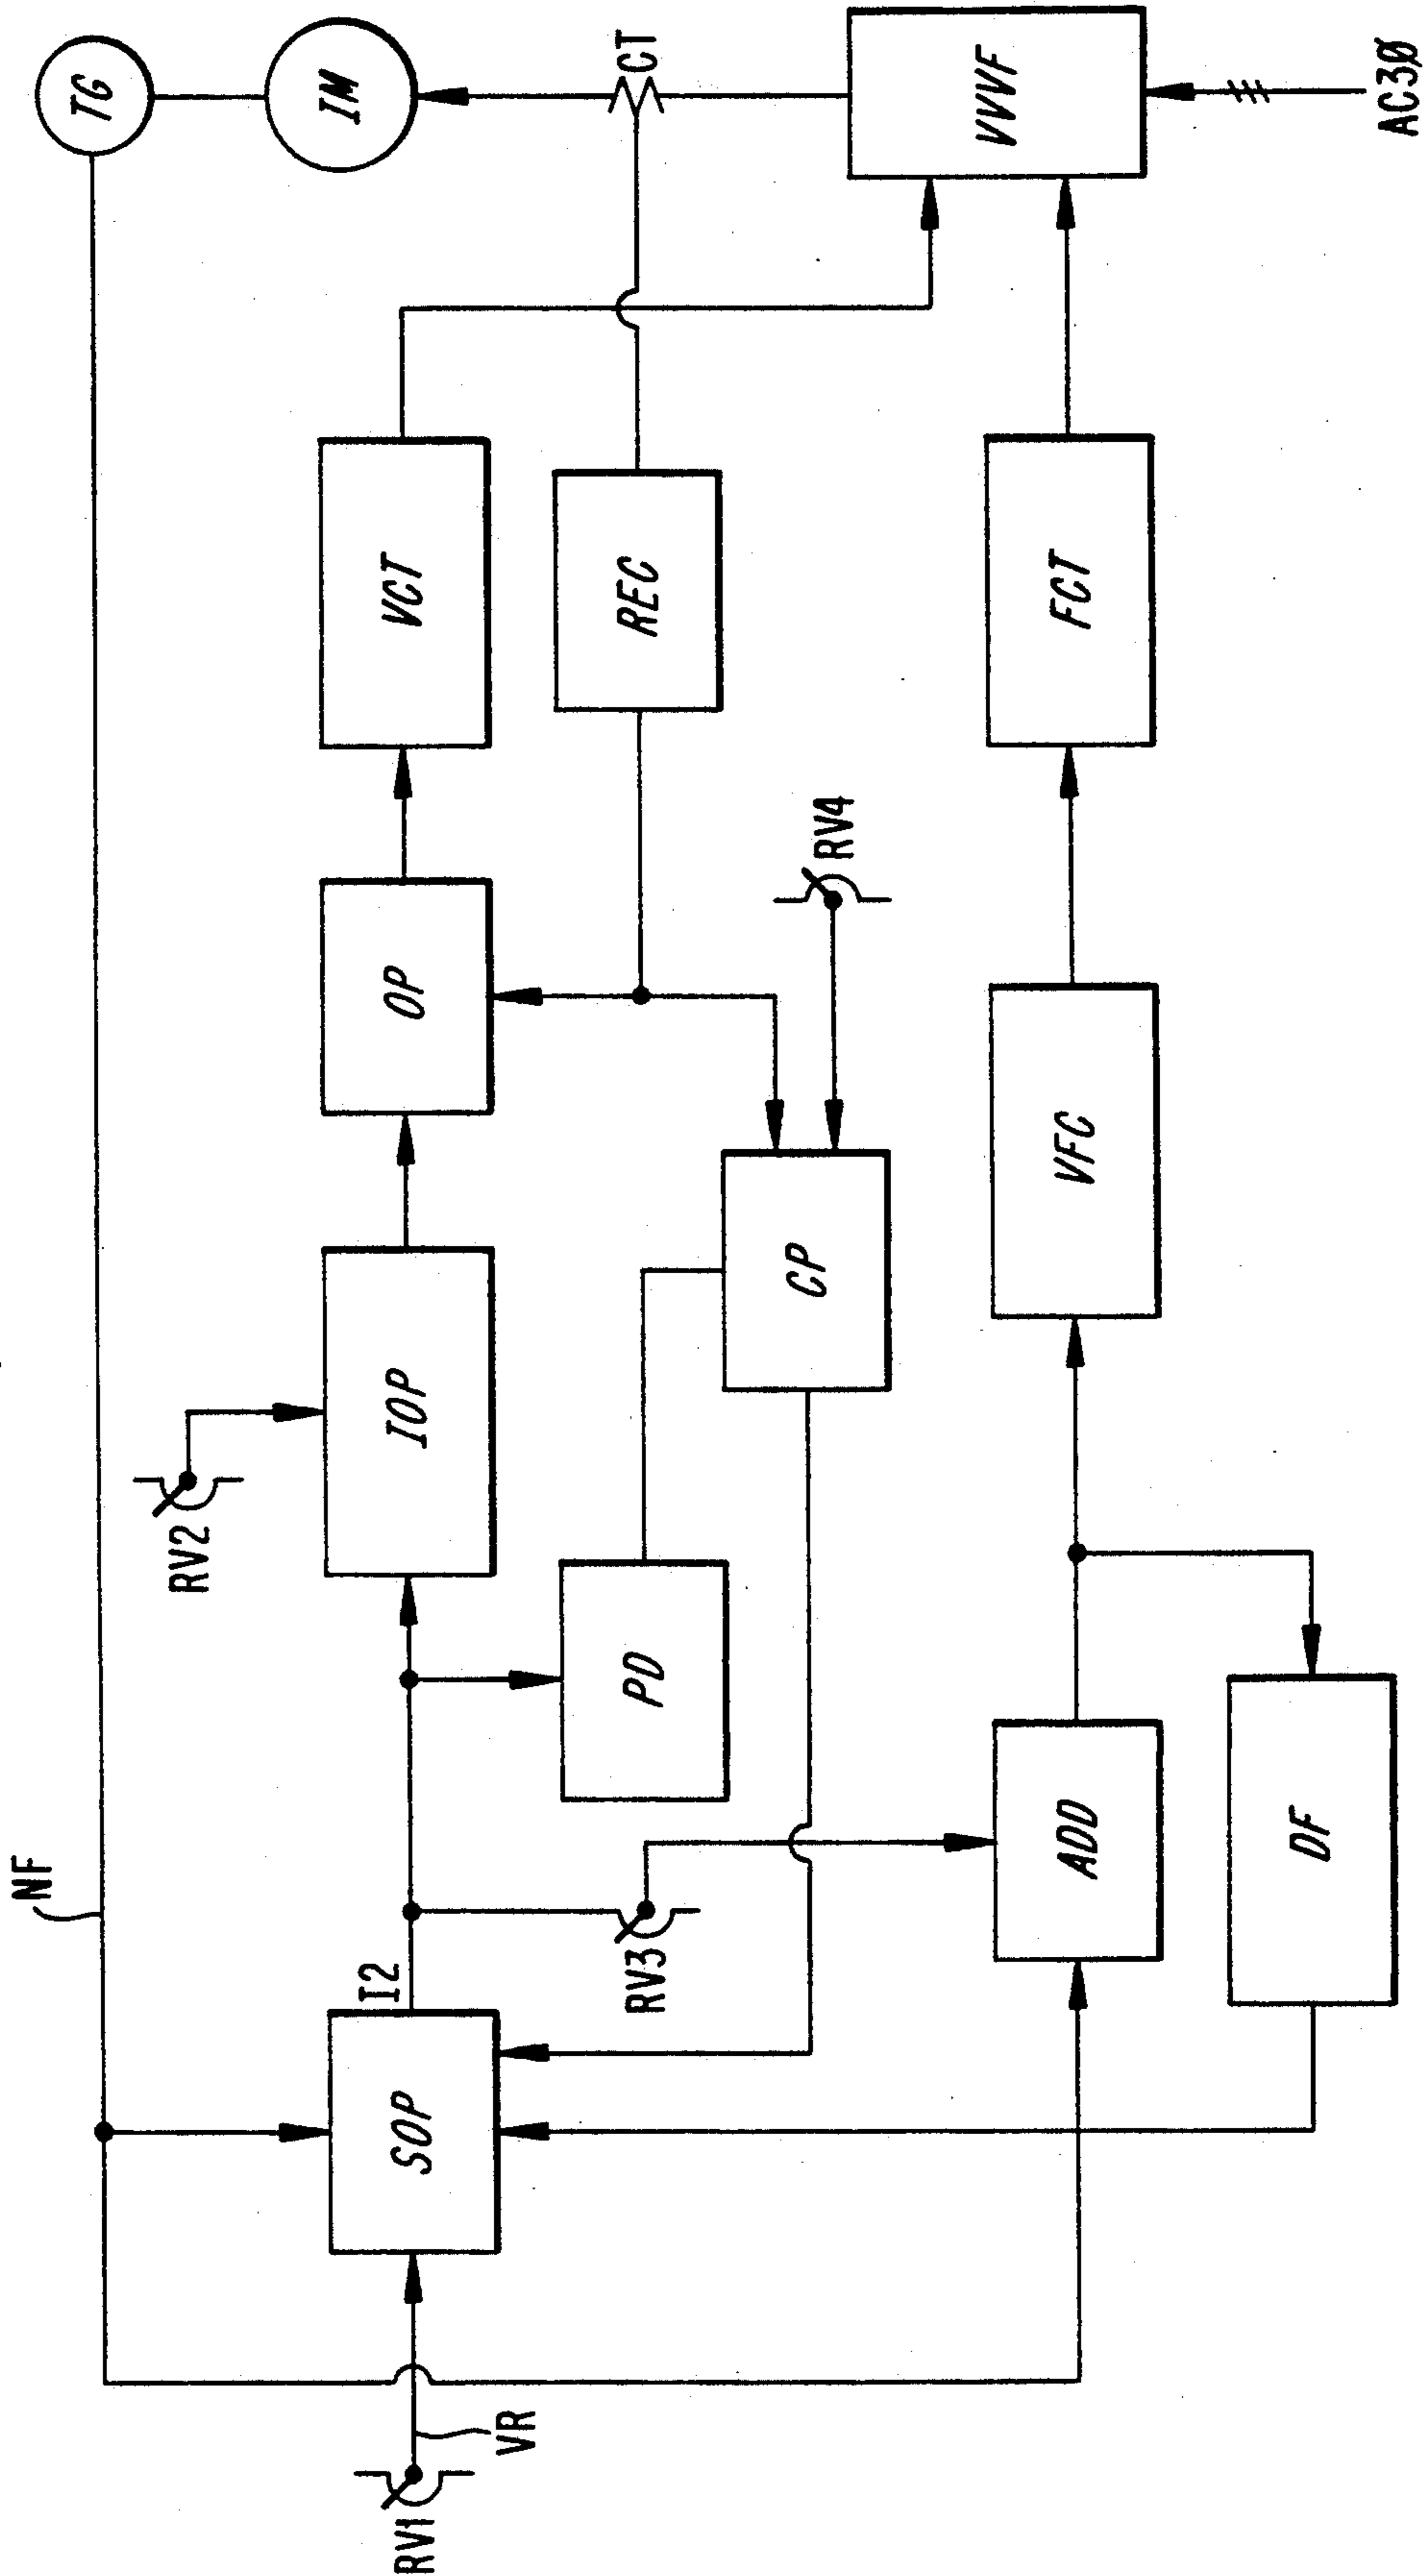 NF
TG
RV2
IM
RV1
VR
SOP
I2
IOP
OP
VCT
CT
RV3
PD
REC
CP
RV4
VVVF
ADD
VFC
FCT
DF
AC3Ø